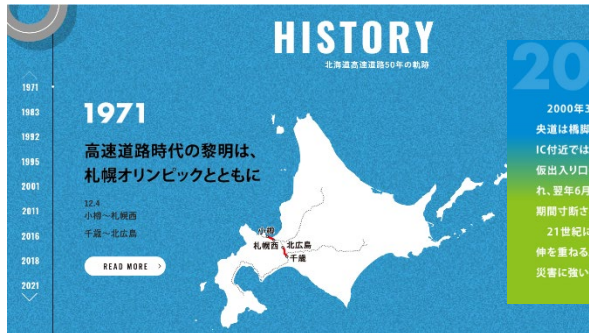 HISTORY
北海道高速道路50年の軌跡
1971
1983
1992
1995
2001
2011
2016
2018
2021
1971
高速道路時代の黎明は、
札幌オリンピックとともに
12.4
小樽〜札幌西
千歳〜北広島
READ MORE
小樽
札幌西
北広島
千歳
20
2000年3
央道は橋脚
IC付近では
仮出入り口
れ、翌年6月
期間寸断さ
21世紀に
伸を重ねる
災害に強い